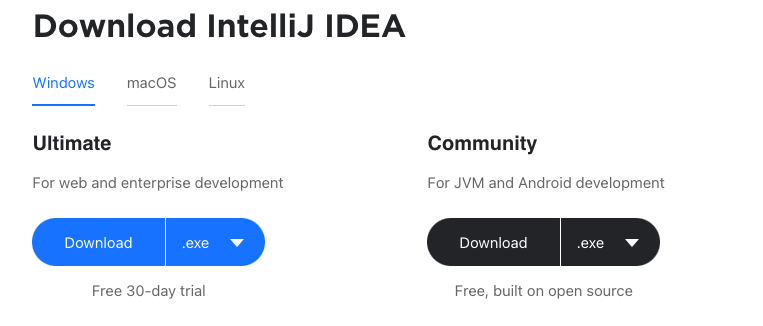 Download IntelliJ IDEA
Windows macOS Linux
Ultimate
For web and enterprise development
Download .exe
Free 30-day trial
Community
For JVM and Android development
Download .exe
Free, built on open source